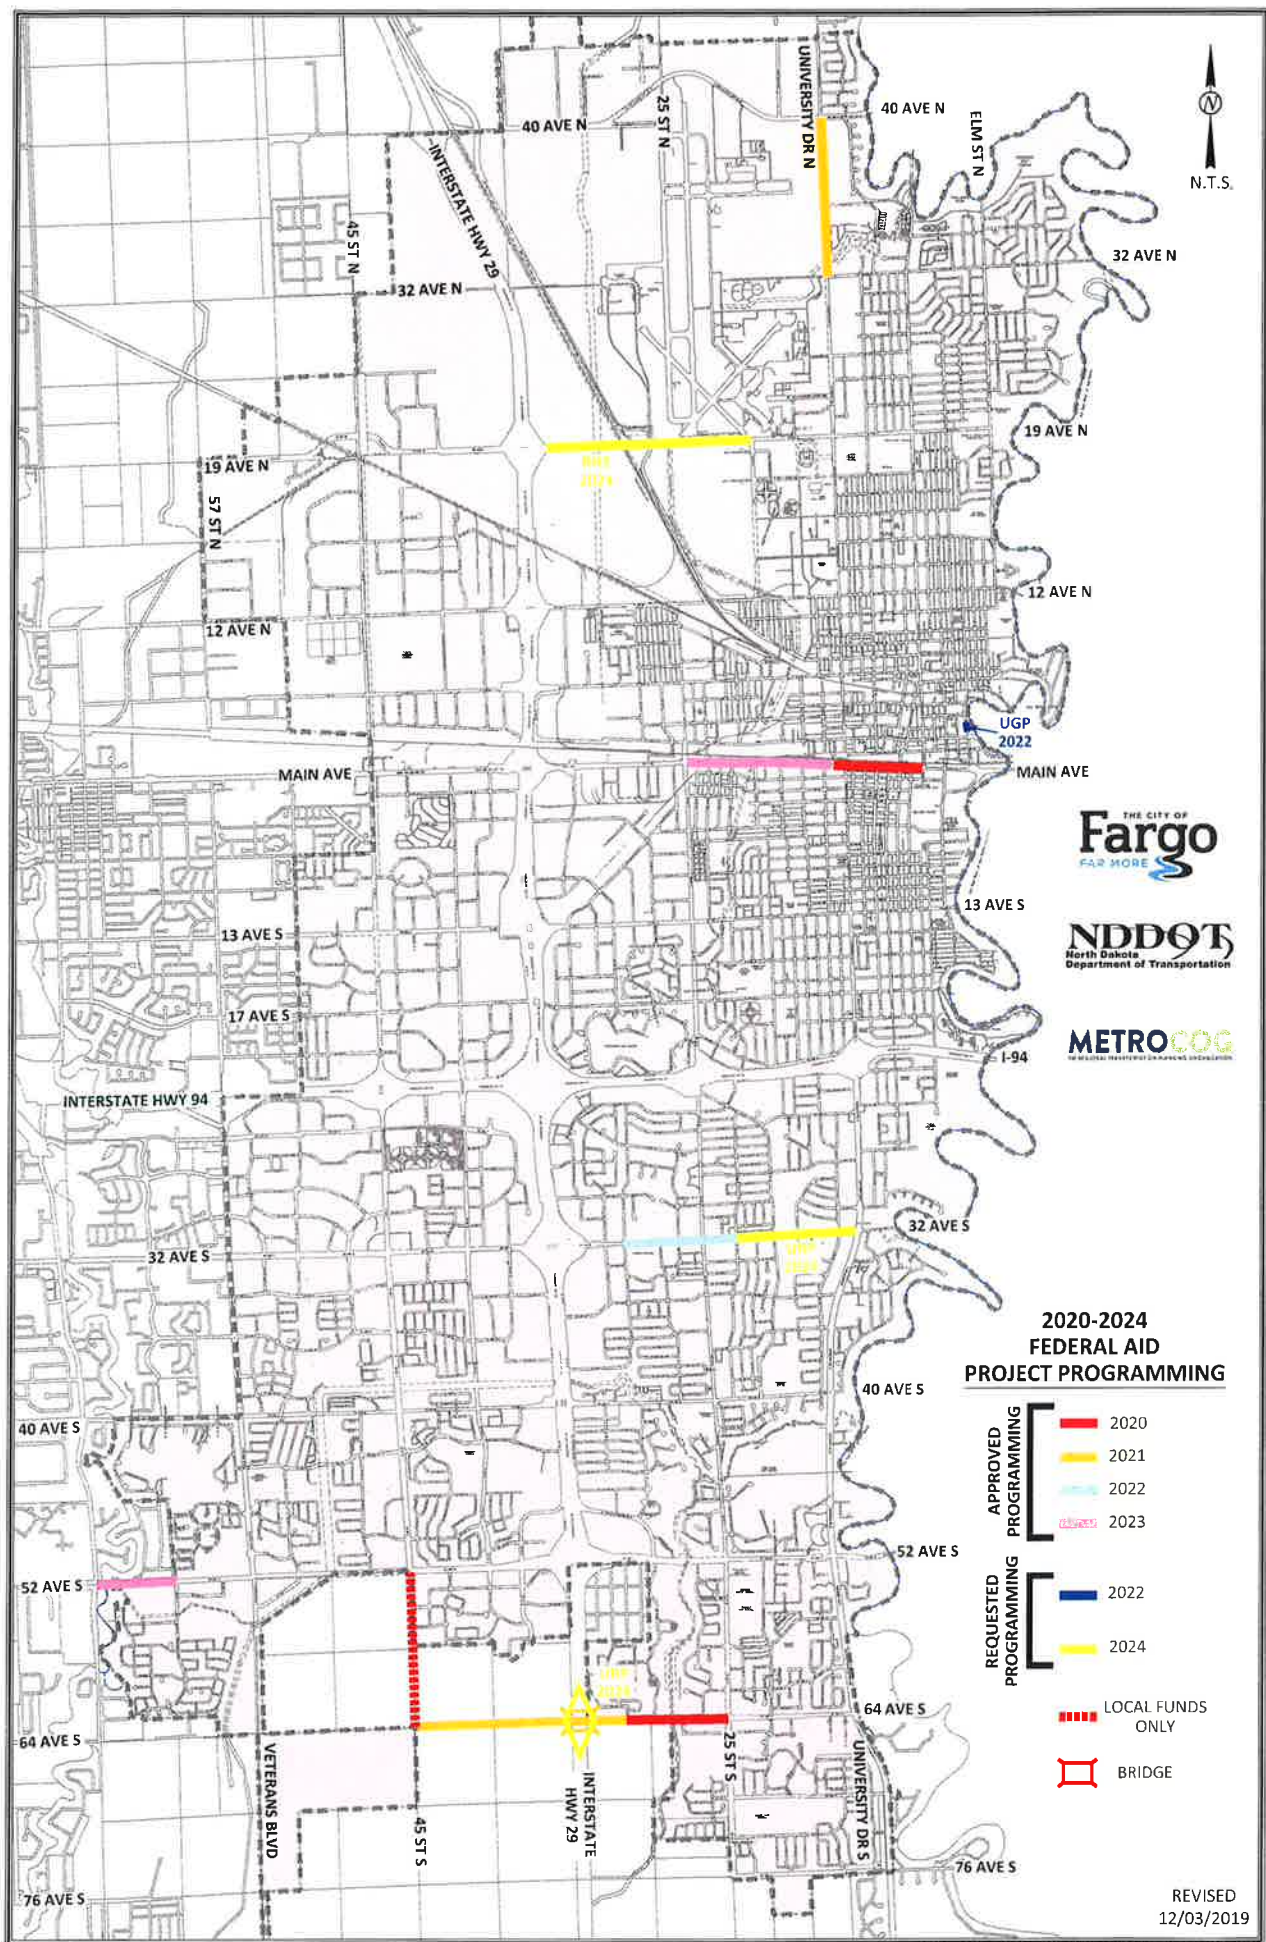 40 AVE N
UNIVERSITY DR N
25 ST N
40 AVE N
ELM ST N
N
N.T.S.
INTERSTATE HWY 29
45 ST N
32 AVE N
32 AVE N
19 AVE N
19 AVE N
2024
57 ST N
12 AVE N
12 AVE N
UGP
2022
MAIN AVE
MAIN AVE
THE CITY OF
Fargo
FAR MORE
13 AVE S
13 AVE S
NDDOT
North Dakota
Department of Transportation
17 AVE S
METROCOG
I-94
INTERSTATE HWY 94
32 AVE S
32 AVE S
2024
2020-2024
FEDERAL AID
PROJECT PROGRAMMING
40 AVE S
40 AVE S
APPROVED
PROGRAMMING
2020
2021
2022
2023
52 AVE S
52 AVE S
REQUESTED
PROGRAMMING
2022
2024
2024
64 AVE S
64 AVE S
LOCAL FUNDS
ONLY
BRIDGE
VETERANS BLVD
45 ST S
INTERSTATE
HWY 29
25 ST S
UNIVERSITY DR S
76 AVE S
76 AVE S
REVISED
12/03/2019